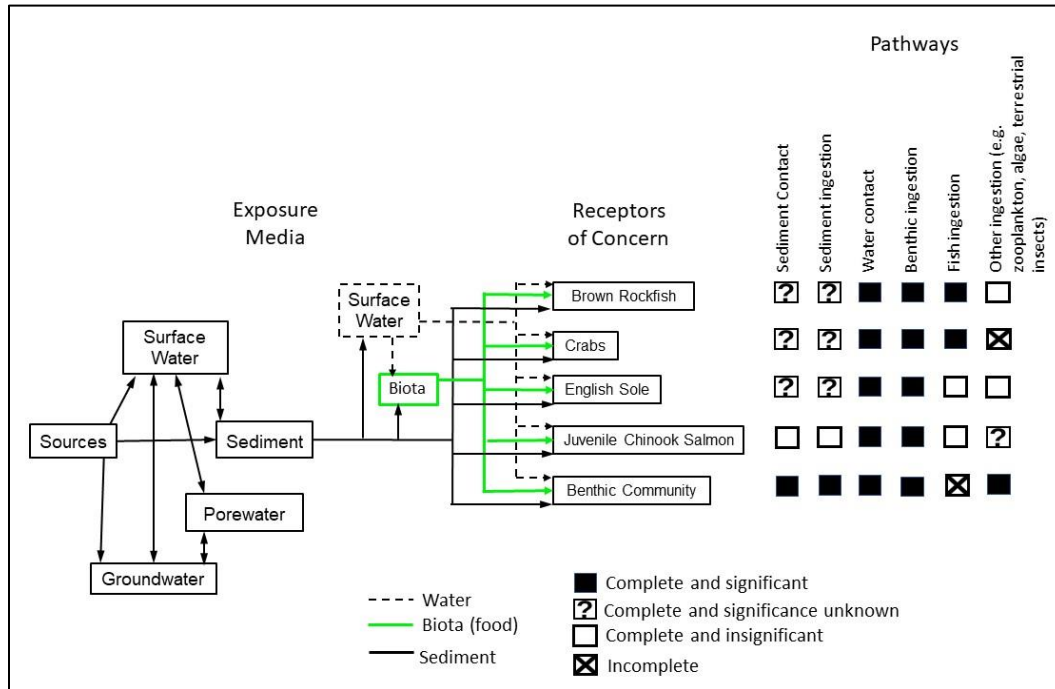 Pathways
Sediment Contact
Sediment ingestion
Water contact
Benthic ingestion
Fish ingestion
Other ingestion (e.g.
zooplankton, algae, terrestrial
insects)
Exposure
Media
Receptors
of Concern
Surface
Water
Brown Rockfish
? ?
Surface
Water
Crabs
? ?
Biota
English Sole
? ?
Sources
Sediment
Juvenile Chinook Salmon
?
Benthic Community
Porewater
Groundwater
Water
Biota (food)
Sediment
Complete and significant
? Complete and significance unknown
Complete and insignificant
Incomplete